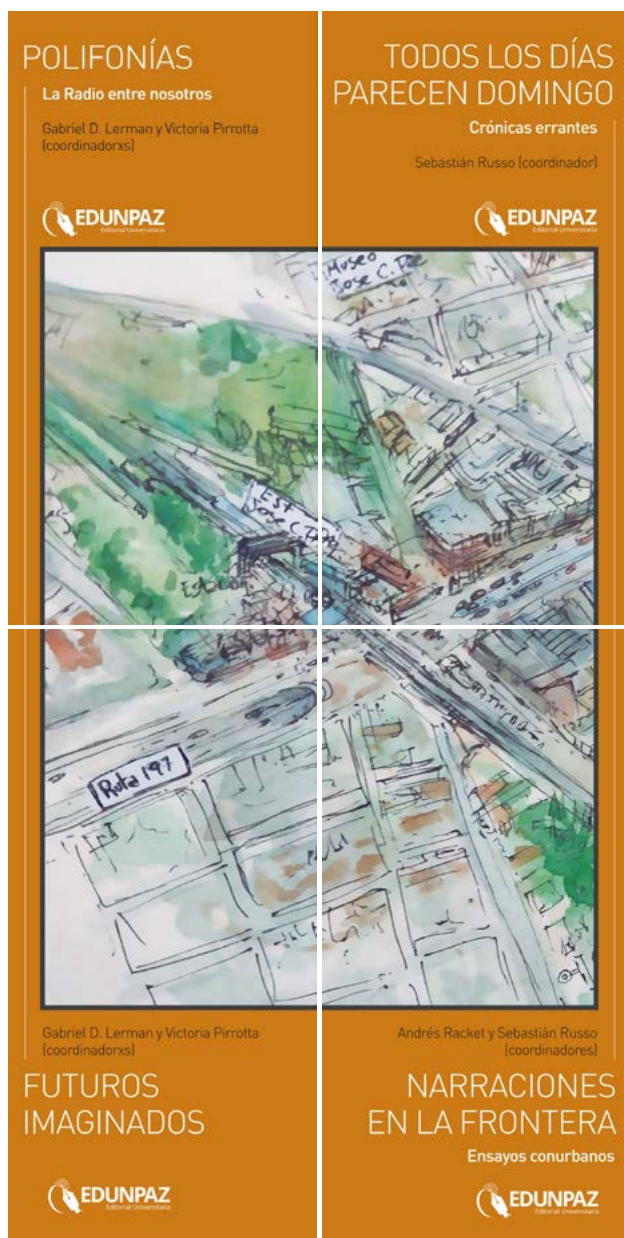 POLIFONÍAS
La Radio entre nosotros
Gabriel D. Lerman y Victoria Pirrotta
(coordinadorxs)
EDUNPAZ
Editorial Universitaria
TODOS LOS DÍAS
PARECEN DOMINGO
Crónicas errantes
Sebastián Russo (coordinador)
EDUNPAZ
Editorial Universitaria
Museo
Jose C. Paz
Est
Jose C. Paz
Estación
Ruta 197
Gabriel D. Lerman y Victoria Pirrotta
(coordinadorxs)
FUTUROS
IMAGINADOS
EDUNPAZ
Editorial Universitaria
Andrés Racket y Sebastián Russo
(coordinadores)
NARRACIONES
EN LA FRONTERA
Ensayos conurbanos
EDUNPAZ
Editorial Universitaria